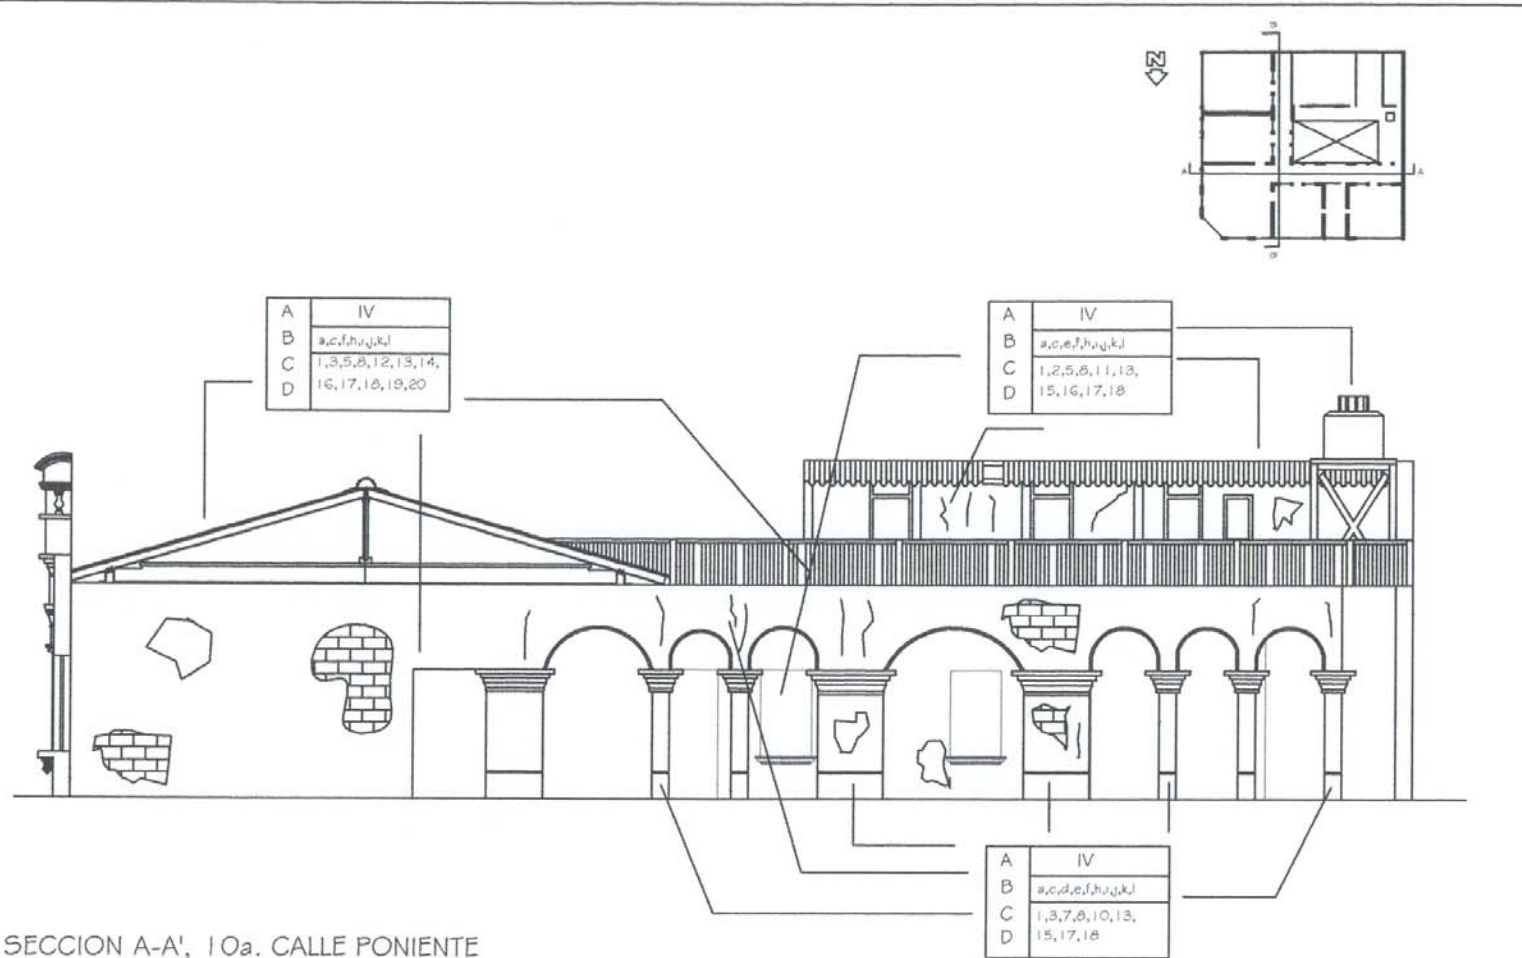 B
N
A A
B
A IV
B a,c,f,h,i,j,k,l
C 1,3,5,8,12,13,14,
D 16,17,18,19,20
A IV
B a,c,e,f,h,i,j,k,l
C 1,2,5,8,11,13,
D 15,16,17,18
A IV
B a,c,d,e,f,h,i,j,k,l
C 1,3,7,8,10,13,
D 15,17,18
SECCION A-A', 10a. CALLE PONIENTE